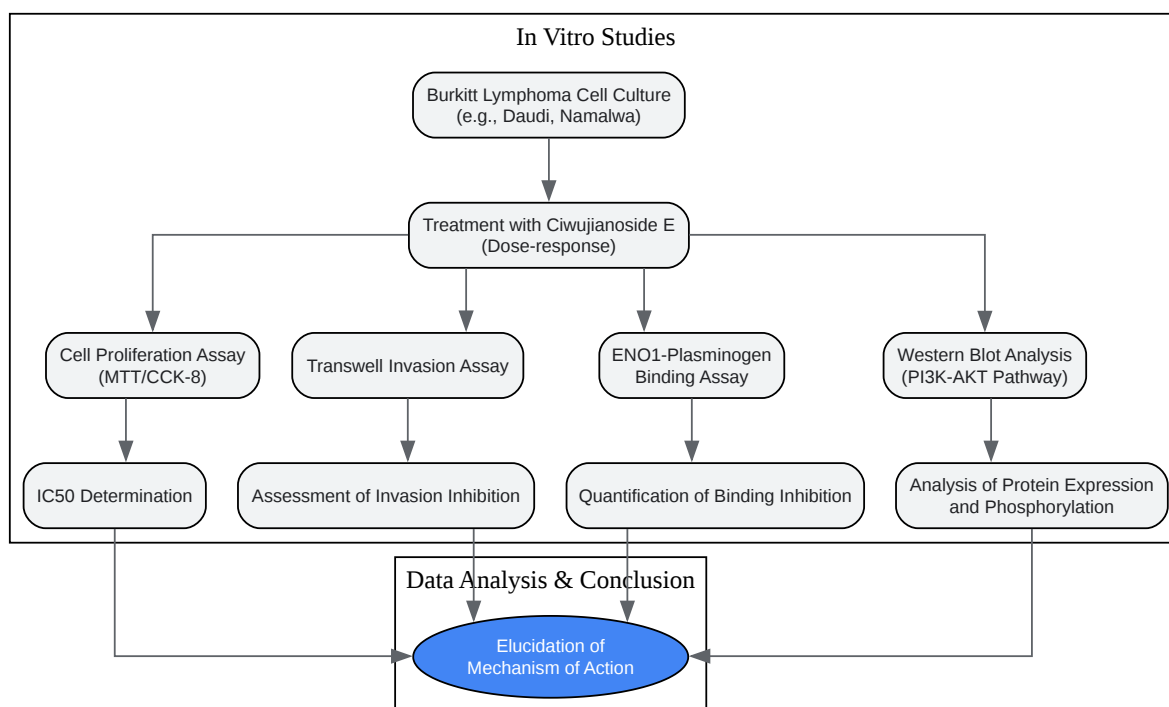 In Vitro Studies
Burkitt Lymphoma Cell Culture
(e.g., Daudi, Namalwa)
Treatment with Ciwujianoside E
(Dose-response)
Cell Proliferation Assay
(MTT/CCK-8)
Transwell Invasion Assay
ENO1-Plasminogen
Binding Assay
Western Blot Analysis
(PI3K-AKT Pathway)
IC50 Determination
Assessment of Invasion Inhibition
Quantification of Binding Inhibition
Analysis of Protein Expression
and Phosphorylation
Data Analysis & Conclusion
Elucidation of
Mechanism of Action